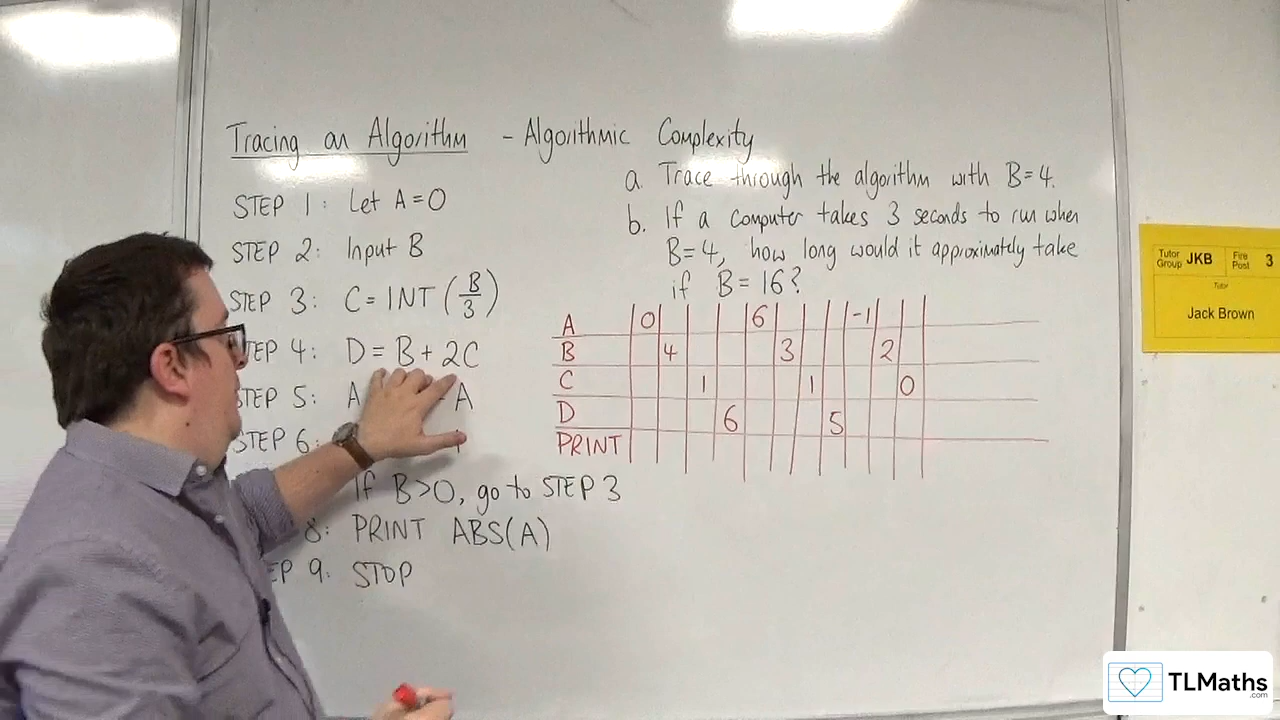 Tracing an Algorithm - Algorithmic Complexity
STEP 1: Let A=0
STEP 2: Input B
STEP 3: C = INT (B/3)
TEP 4: D = B + 2C
TEP 5: A - A
STEP 6:
If B>0, go to STEP 3
8: PRINT ABS(A)
EP 9: STOP
a. Trace through the algorithm with B=4.
b. If a computer takes 3 seconds to run when
B=4, how long would it approximately take
if B=16?
A 0 6 -1
B 4 3 2
C 1 1 0
D 6 5
PRINT
Tutor Group JKB Fire Post 3
Tutor
Jack Brown
TLMaths
.com